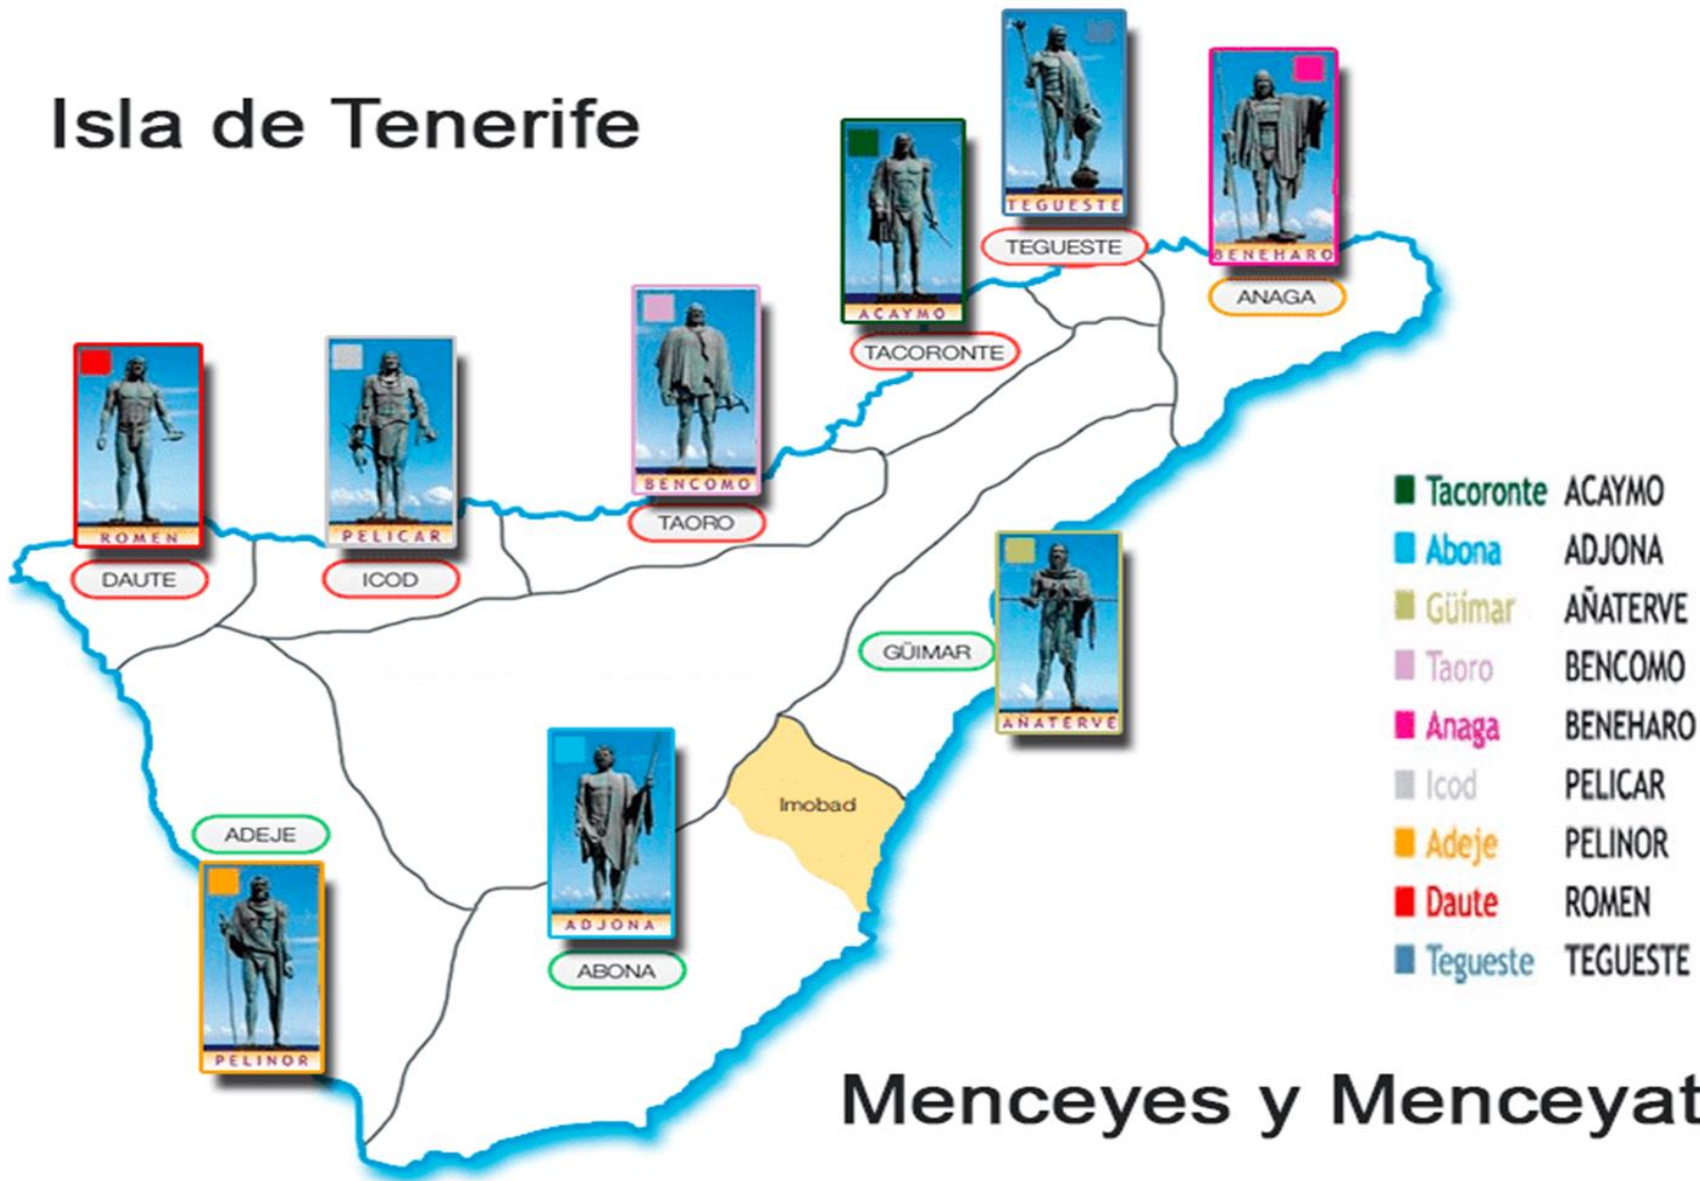 Isla de Tenerife
TEGUESTE
TEGUESTE
BENEHARO
ANAGA
ACAYMO
TACORONTE
BENCOMO
TAORO
ROMEN
DAUTE
PELICAR
ICOD
AÑATERVE
GÜIMAR
Imobad
ADJONA
ABONA
ADEJE
PELINOR
Tacoronte ACAYMO
Abona ADJONA
Güímar AÑATERVE
Taoro BENCOMO
Anaga BENEHARO
Icod PELICAR
Adeje PELINOR
Daute ROMEN
Tegueste TEGUESTE
Menceyes y Menceyat